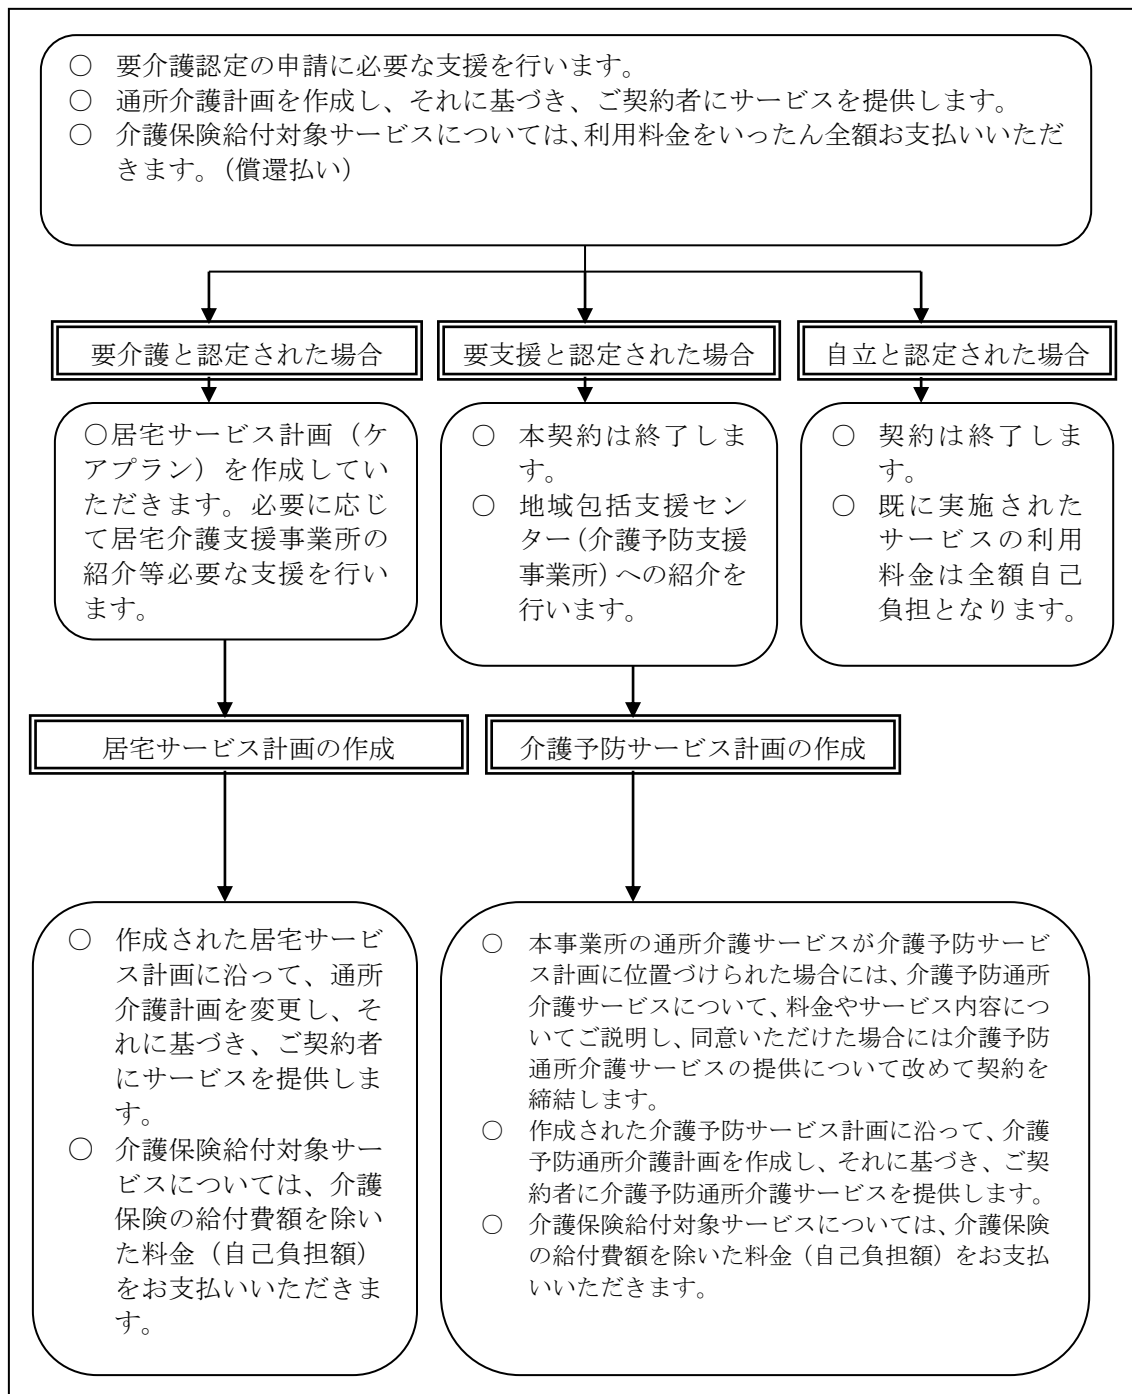 ○ 要介護認定の申請に必要な支援を行います。
○ 通所介護計画を作成し、それに基づき、ご契約者にサービスを提供します。
○ 介護保険給付対象サービスについては、利用料金をいったん全額お支払いいただ
きます。（償還払い）
要介護と認定された場合
要支援と認定された場合
自立と認定された場合
○居宅サービス計画（ケ
アプラン）を作成してい
ただきます。必要に応じ
て居宅介護支援事業所の
紹介等必要な支援を行い
ます。
○ 本契約は終了しま
す。
○ 地域包括支援セン
ター（介護予防支援
事業所）への紹介を
行います。
○ 契約は終了しま
す。
○ 既に実施された
サービスの利用
料金は全額自己
負担となります。
居宅サービス計画の作成
介護予防サービス計画の作成
○ 作成された居宅サービ
ス計画に沿って、通所
介護計画を変更し、そ
れに基づき、ご契約者
にサービスを提供しま
す。
○ 介護保険給付対象サー
ビスについては、介護
保険の給付費額を除い
た料金（自己負担額）
をお支払いいただきま
す。
○ 本事業所の通所介護サービスが介護予防サービ
ス計画に位置づけられた場合には、介護予防通所
介護サービスについて、料金やサービス内容につ
いてご説明し、同意いただけた場合には介護予防
通所介護サービスの提供について改めて契約を
締結します。
○ 作成された介護予防サービス計画に沿って、介護
予防通所介護計画を作成し、それに基づき、ご契
約者に介護予防通所介護サービスを提供します。
○ 介護保険給付対象サービスについては、介護保険
の給付費額を除いた料金（自己負担額）をお支払
いいただきます。